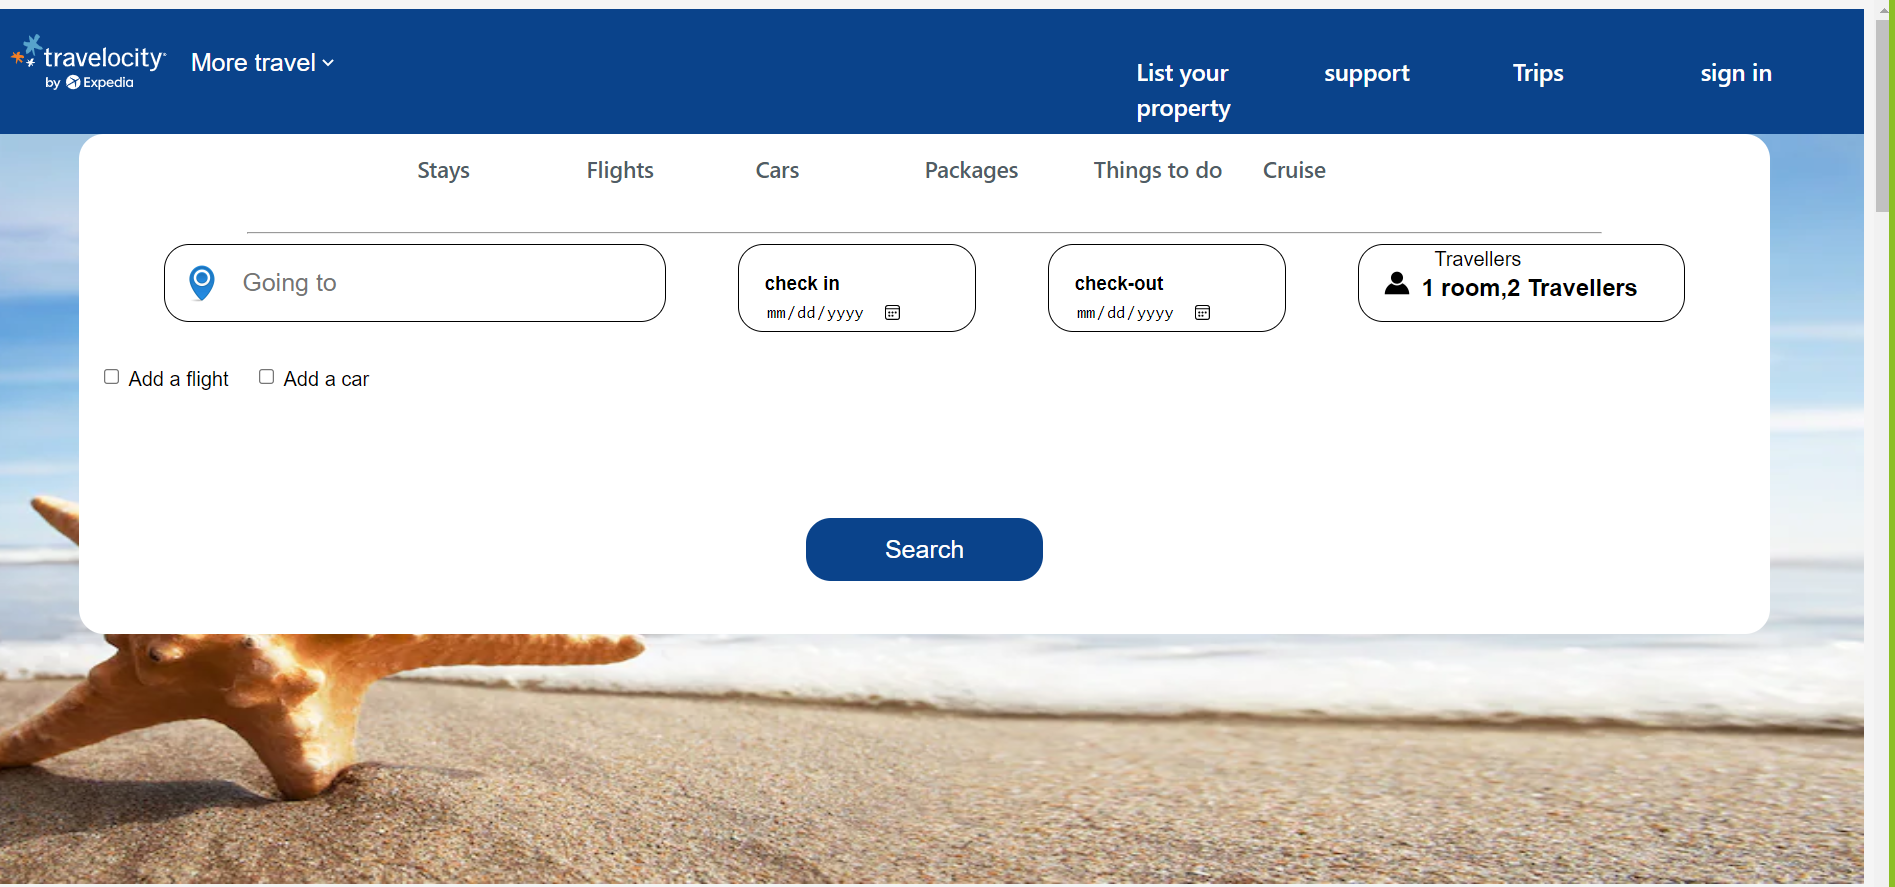 travelocity
by Expedia
More travel
List your
property
support
Trips
sign in
Stays
Flights
Cars
Packages
Things to do
Cruise
Going to
check in
mm/dd/yyyy
check-out
mm/dd/yyyy
Travellers
1 room,2 Travellers
Add a flight
Add a car
Search